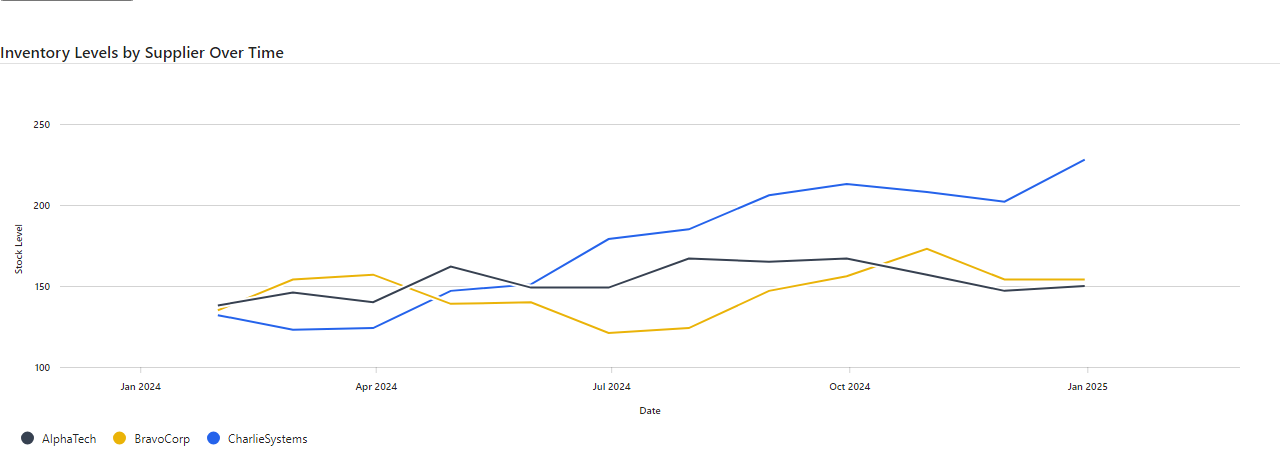 Inventory Levels by Supplier Over Time
250
200
150
100
Stock Level
Jan 2024 Apr 2024 Jul 2024 Oct 2024 Jan 2025
Date
AlphaTech BravoCorp CharlieSystems